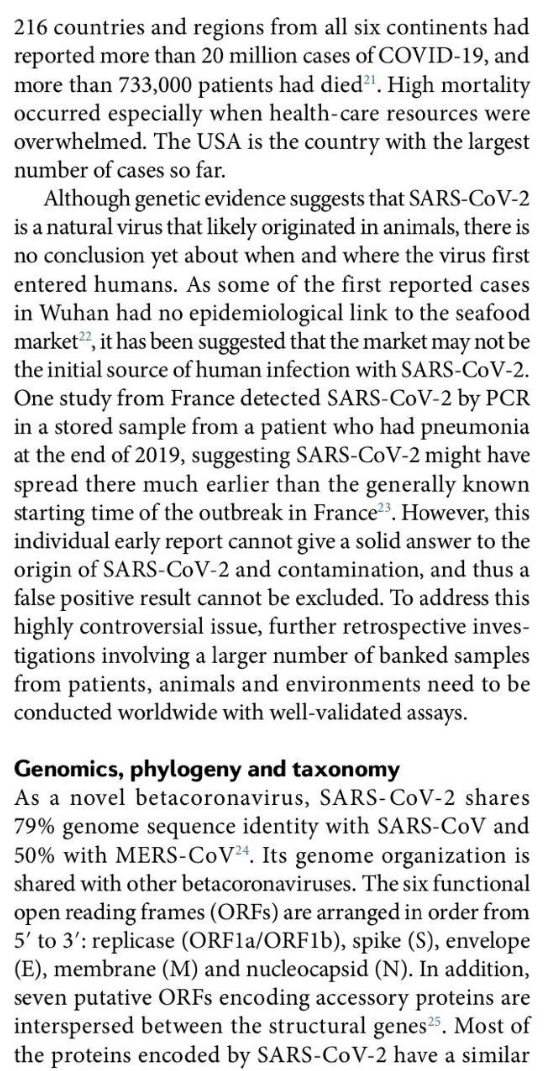 216 countries and regions from all six continents had
reported more than 20 million cases of COVID-19, and
more than 733,000 patients had died21. High mortality
occurred especially when health-care resources were
overwhelmed. The USA is the country with the largest
number of cases so far.
Although genetic evidence suggests that SARS-CoV-2
is a natural virus that likely originated in animals, there is
no conclusion yet about when and where the virus first
entered humans. As some of the first reported cases
in Wuhan had no epidemiological link to the seafood
market22, it has been suggested that the market may not be
the initial source of human infection with SARS-CoV-2.
One study from France detected SARS-CoV-2 by PCR
in a stored sample from a patient who had pneumonia
at the end of 2019, suggesting SARS-CoV-2 might have
spread there much earlier than the generally known
starting time of the outbreak in France23. However, this
individual early report cannot give a solid answer to the
origin of SARS-CoV-2 and contamination, and thus a
false positive result cannot be excluded. To address this
highly controversial issue, further retrospective inves-
tigations involving a larger number of banked samples
from patients, animals and environments need to be
conducted worldwide with well-validated assays.
Genomics, phylogeny and taxonomy
As a novel betacoronavirus, SARS-CoV-2 shares
79% genome sequence identity with SARS-CoV and
50% with MERS-CoV24. Its genome organization is
shared with other betacoronaviruses. The six functional
open reading frames (ORFs) are arranged in order from
5′ to 3′: replicase (ORF1a/ORF1b), spike (S), envelope
(E), membrane (M) and nucleocapsid (N). In addition,
seven putative ORFs encoding accessory proteins are
interspersed between the structural genes25. Most of
the proteins encoded by SARS-CoV-2 have a similar